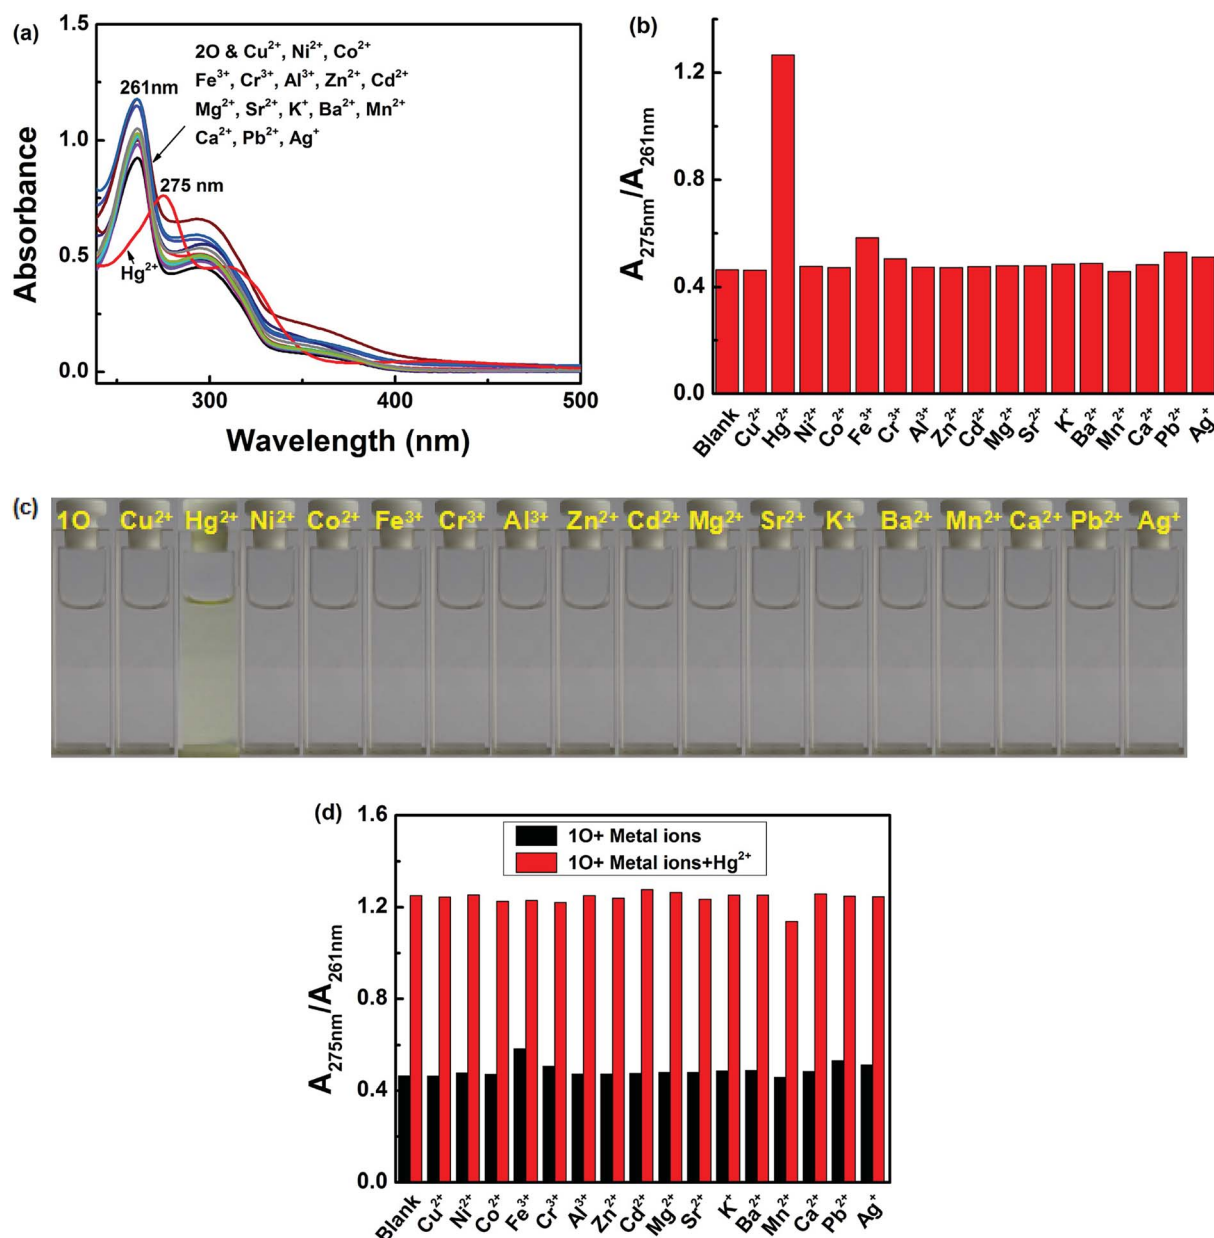 (a)
1.5
1.0
0.5
0.0
Absorbance
2O & Cu²⁺, Ni²⁺, Co²⁺
Fe³⁺, Cr³⁺, Al³⁺, Zn²⁺, Cd²⁺
Mg²⁺, Sr²⁺, K⁺, Ba²⁺, Mn²⁺
Ca²⁺, Pb²⁺, Ag⁺
261nm
275 nm
Hg²⁺
300
400
500
Wavelength (nm)
(b)
1.2
0.8
0.4
0.0
A275nm/A261nm
Blank
Cu²⁺
Hg²⁺
Ni²⁺
Co²⁺
Fe³⁺
Cr³⁺
Al³⁺
Zn²⁺
Cd²⁺
Mg²⁺
Sr²⁺
K⁺
Ba²⁺
Mn²⁺
Ca²⁺
Pb²⁺
Ag⁺
(c)
1O Cu²⁺ Hg²⁺ Ni²⁺ Co²⁺ Fe³⁺ Cr³⁺ Al³⁺ Zn²⁺ Cd²⁺ Mg²⁺ Sr²⁺ K⁺ Ba²⁺ Mn²⁺ Ca²⁺ Pb²⁺ Ag⁺
(d)
1.6
1.2
0.8
0.4
0.0
A275nm/A261nm
1O+ Metal ions
1O+ Metal ions+Hg²⁺
Blank
Cu²⁺
Ni²⁺
Co²⁺
Fe³⁺
Cr³⁺
Al³⁺
Zn²⁺
Cd²⁺
Mg²⁺
Sr²⁺
K⁺
Ba²⁺
Mn²⁺
Ca²⁺
Pb²⁺
Ag⁺